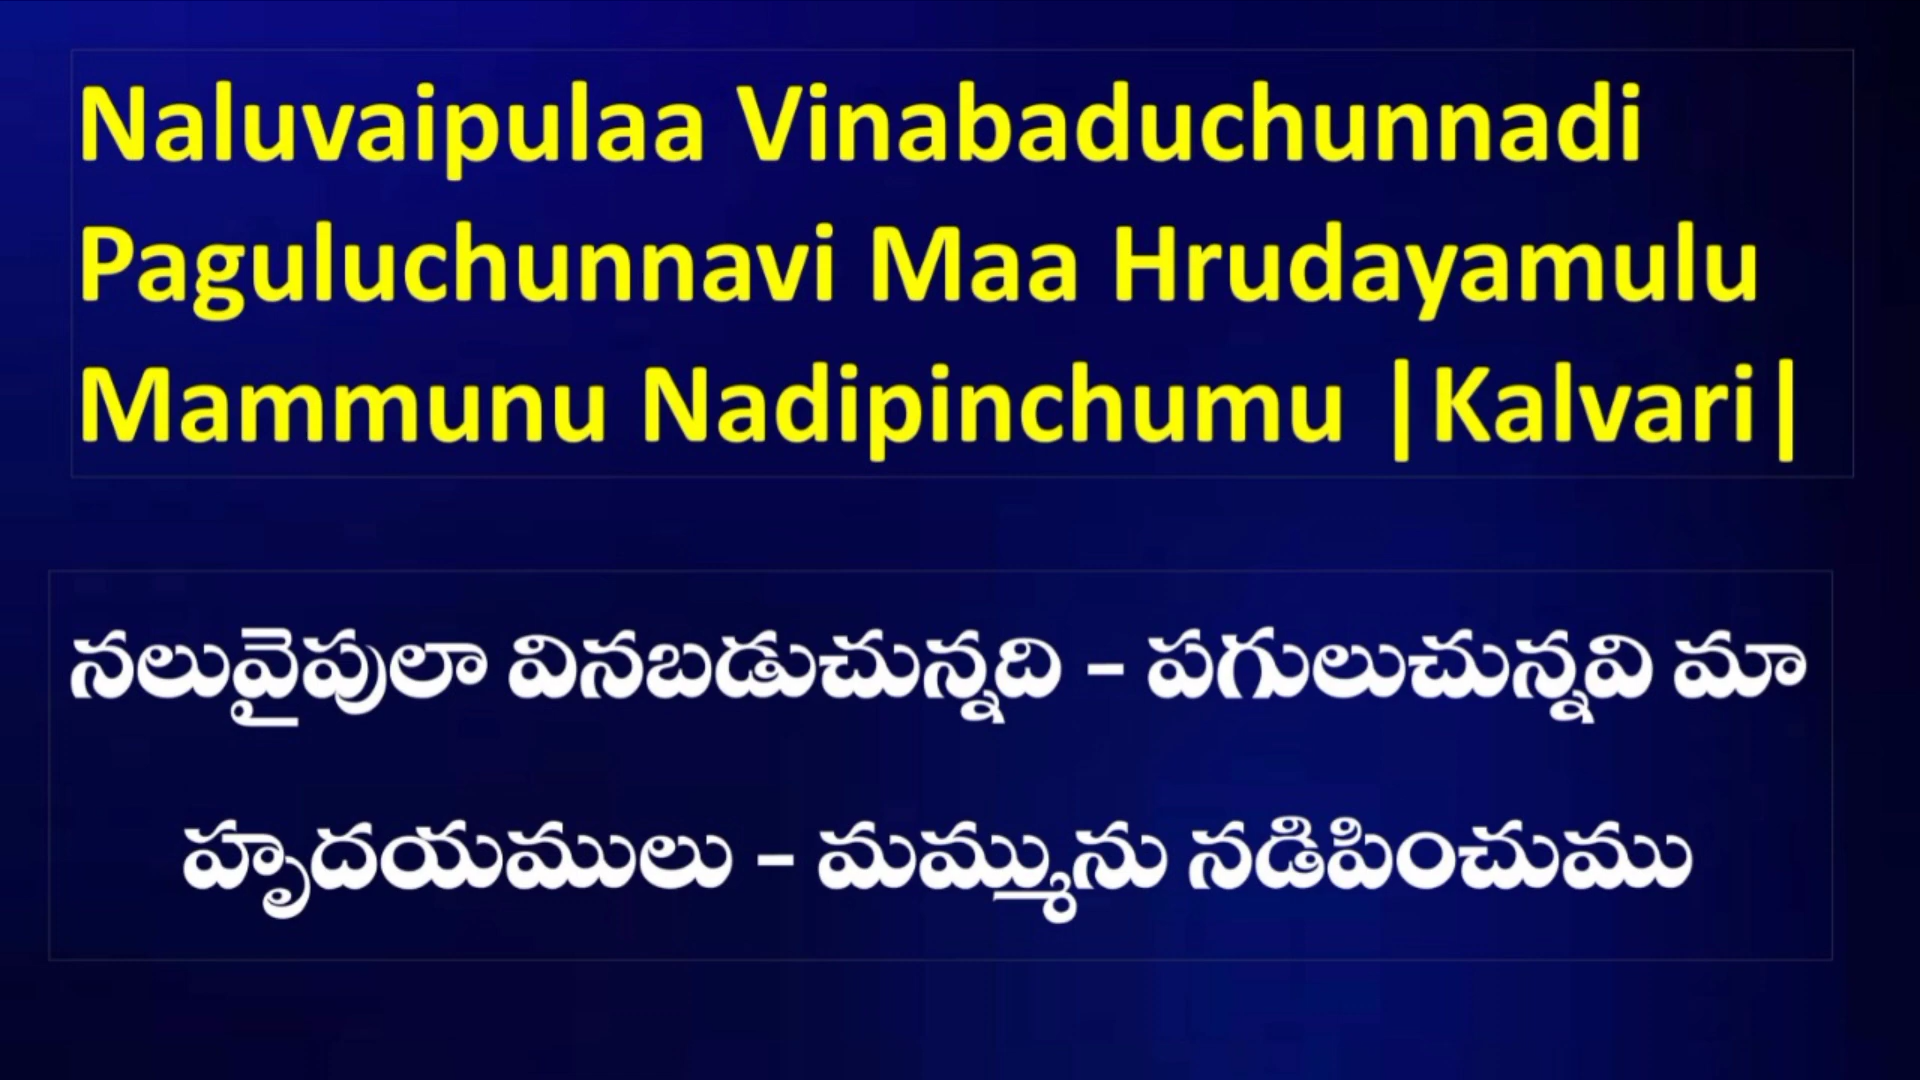 Naluvaipulaa Vinabaduchunnadi
Paguluchunnavi Maa Hrudayamulu
Mammunu Nadipinchumu |Kalvari|
నలువైపులా వినబడుచున్నది – పగులుచున్నవి మా
హృదయములు – మమ్మును నడిపించుము